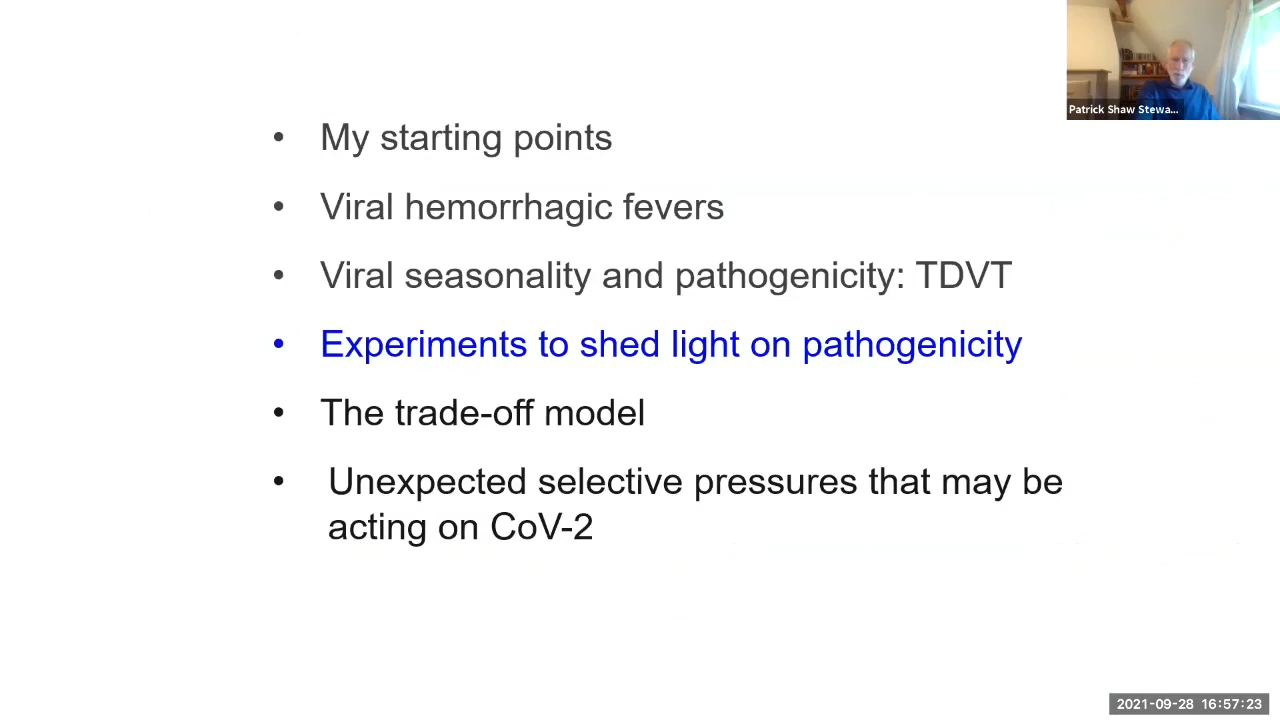 Patrick Shaw Stewa...
• My starting points
• Viral hemorrhagic fevers
• Viral seasonality and pathogenicity: TDVT
• Experiments to shed light on pathogenicity
• The trade-off model
• Unexpected selective pressures that may be
acting on CoV-2
2021-09-28 16:57:23